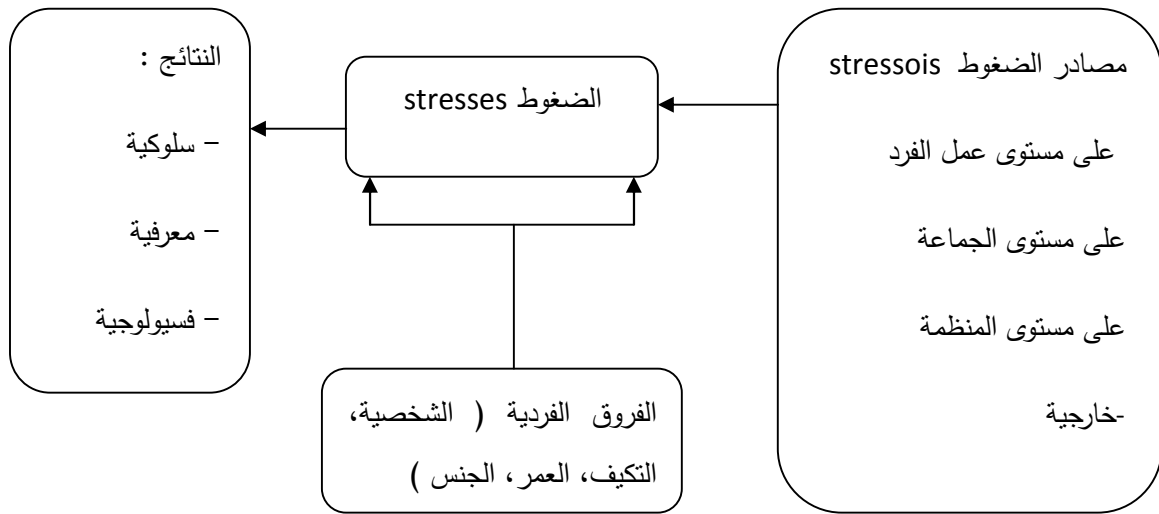 مصادر الضغوط stressois
على مستوى عمل الفرد
على مستوى الجماعة
على مستوى المنظمة
-خارجية
الضغوط stresses
النتائج :
– سلوكية
– معرفية
– فسيولوجية
الفروق الفردية ( الشخصية،
التكيف، العمر، الجنس )